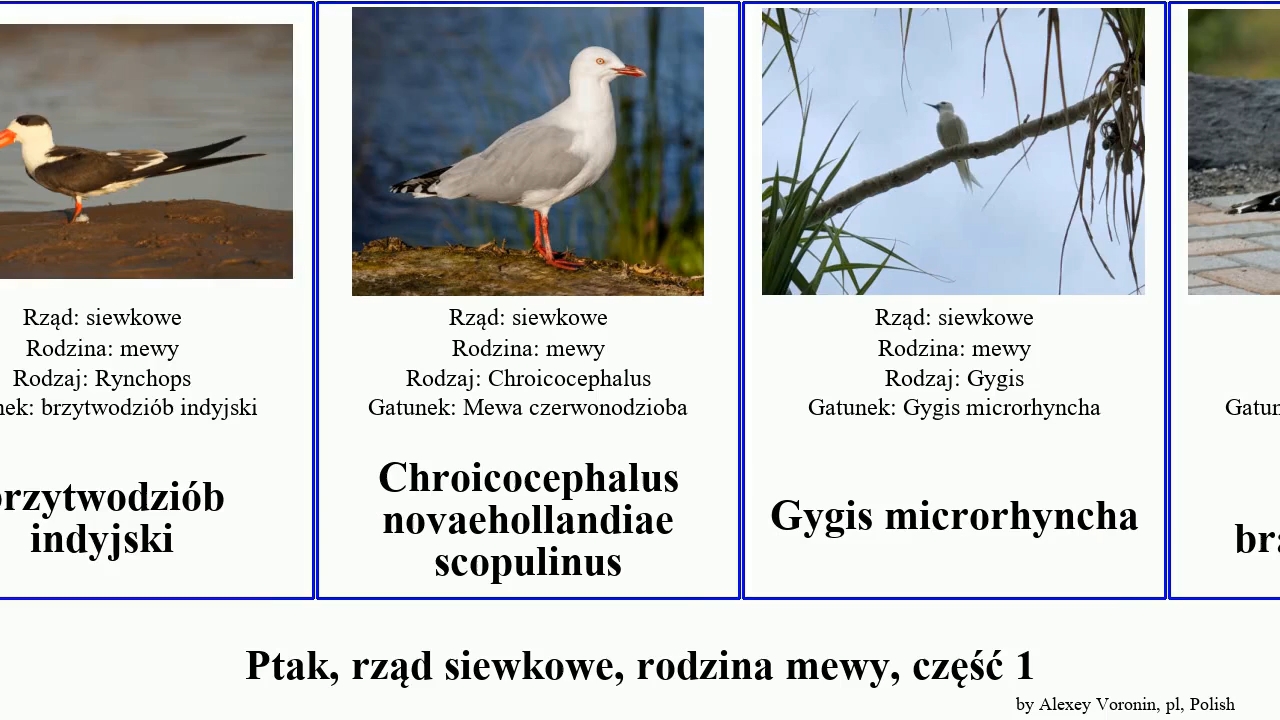 Rząd: siewkowe
Rodzina: mewy
Rodzaj: Rynchops
brzytwodziób indyjski
indyjski
Rząd: siewkowe
Rodzina: mewy
Rodzaj: Chroicocephalus
Gatunek: Mewa czerwonodzioba
Chroicocephalus
novaehollandiae
scopulinus
Rząd: siewkowe
Rodzina: mewy
Rodzaj: Gygis
Gatunek: Gygis microrhyncha
Gygis microrhyncha
Ptak, rząd siewkowe, rodzina mewy, część 1
by Alexey Voronin, pl, Polish